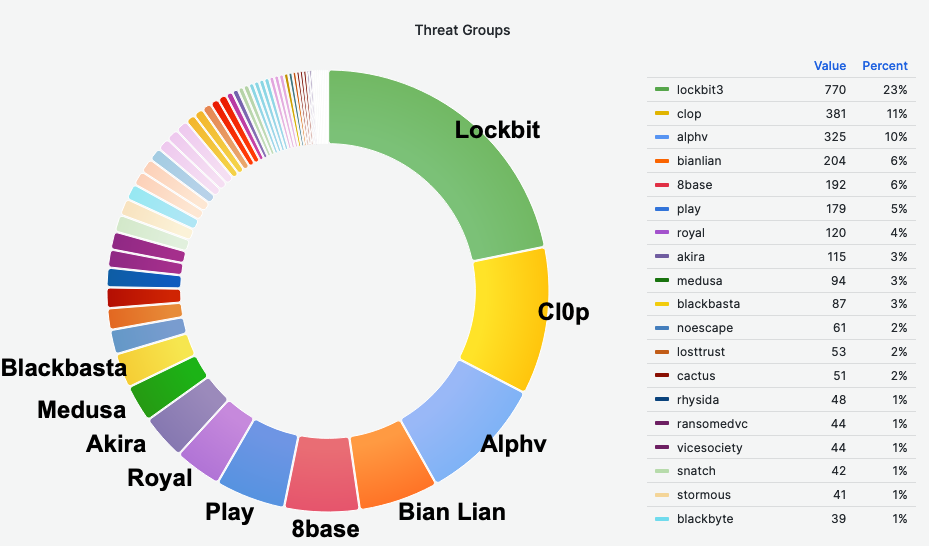 Threat Groups
Lockbit
Cl0p
Alphv
Bian Lian
8base
Play
Royal
Akira
Medusa
Blackbasta
Value Percent
lockbit3 770 23%
clop 381 11%
alphv 325 10%
bianlian 204 6%
8base 192 6%
play 179 5%
royal 120 4%
akira 115 3%
medusa 94 3%
blackbasta 87 3%
noescape 61 2%
losttrust 53 2%
cactus 51 2%
rhysida 48 1%
ransomedvc 44 1%
vicesociety 44 1%
snatch 42 1%
stormous 41 1%
blackbyte 39 1%